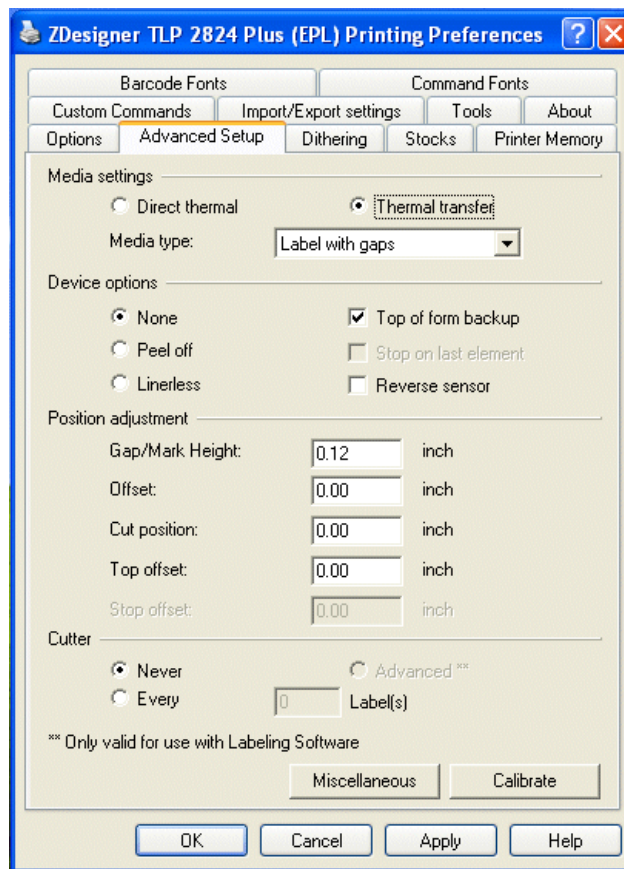 ZDesigner TLP 2824 Plus (EPL) Printing Preferences ?
Barcode Fonts Command Fonts
Custom Commands Import/Export settings Tools About
Options Advanced Setup Dithering Stocks Printer Memory
Media settings
Direct thermal Thermal transfer
Media type: Label with gaps
Device options
None Top of form backup
Peel off Stop on last element
Linerless Reverse sensor
Position adjustment
Gap/Mark Height: 0.12 inch
Offset: 0.00 inch
Cut position: 0.00 inch
Top offset: 0.00 inch
Stop offset: 0.00 inch
Cutter
Never Advanced **
Every 0 Label(s)
** Only valid for use with Labeling Software
Miscellaneous Calibrate
OK Cancel Apply Help